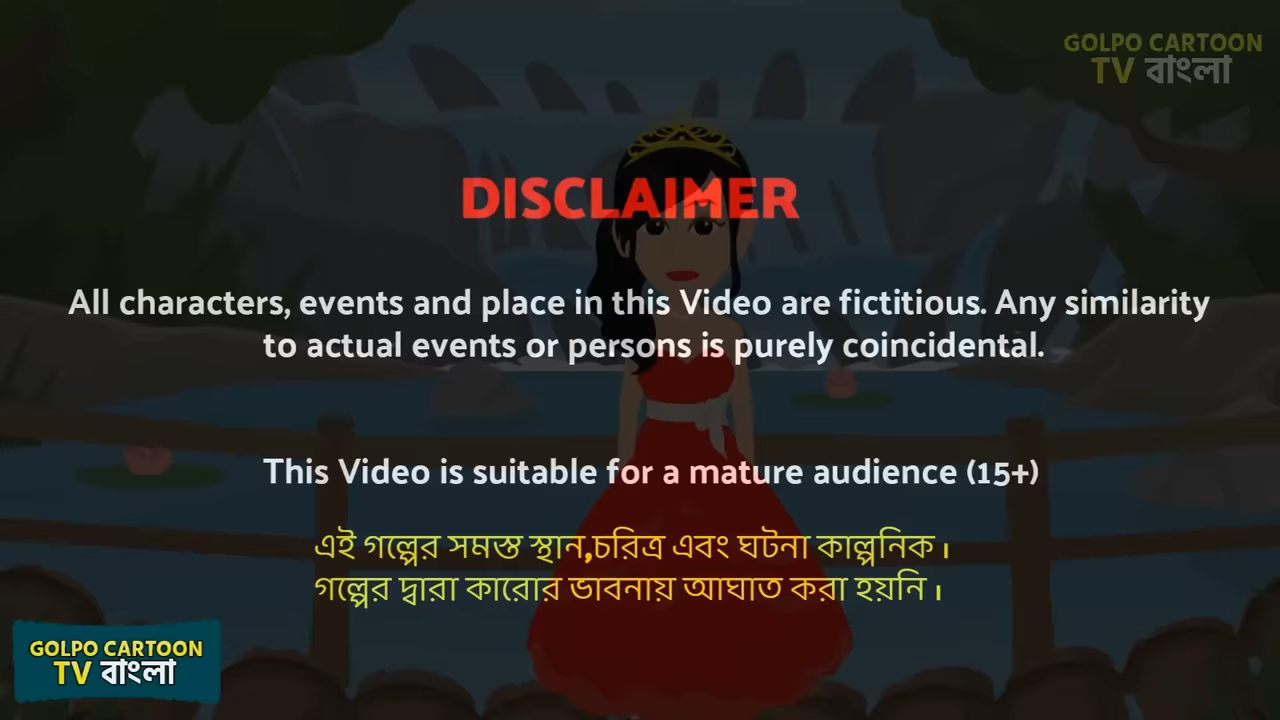 GOLPO CARTOON
TV বাংলা
DISCLAIMER
All characters, events and place in this Video are fictitious. Any similarity
to actual events or persons is purely coincidental.
This Video is suitable for a mature audience (15+)
এই গল্পের সমস্ত স্থান,চরিত্র এবং ঘটনা কাল্পনিক ।
গল্পের দ্বারা কারোর ভাবনায় আঘাত করা হয়নি ।
GOLPO CARTOON
TV বাংলা